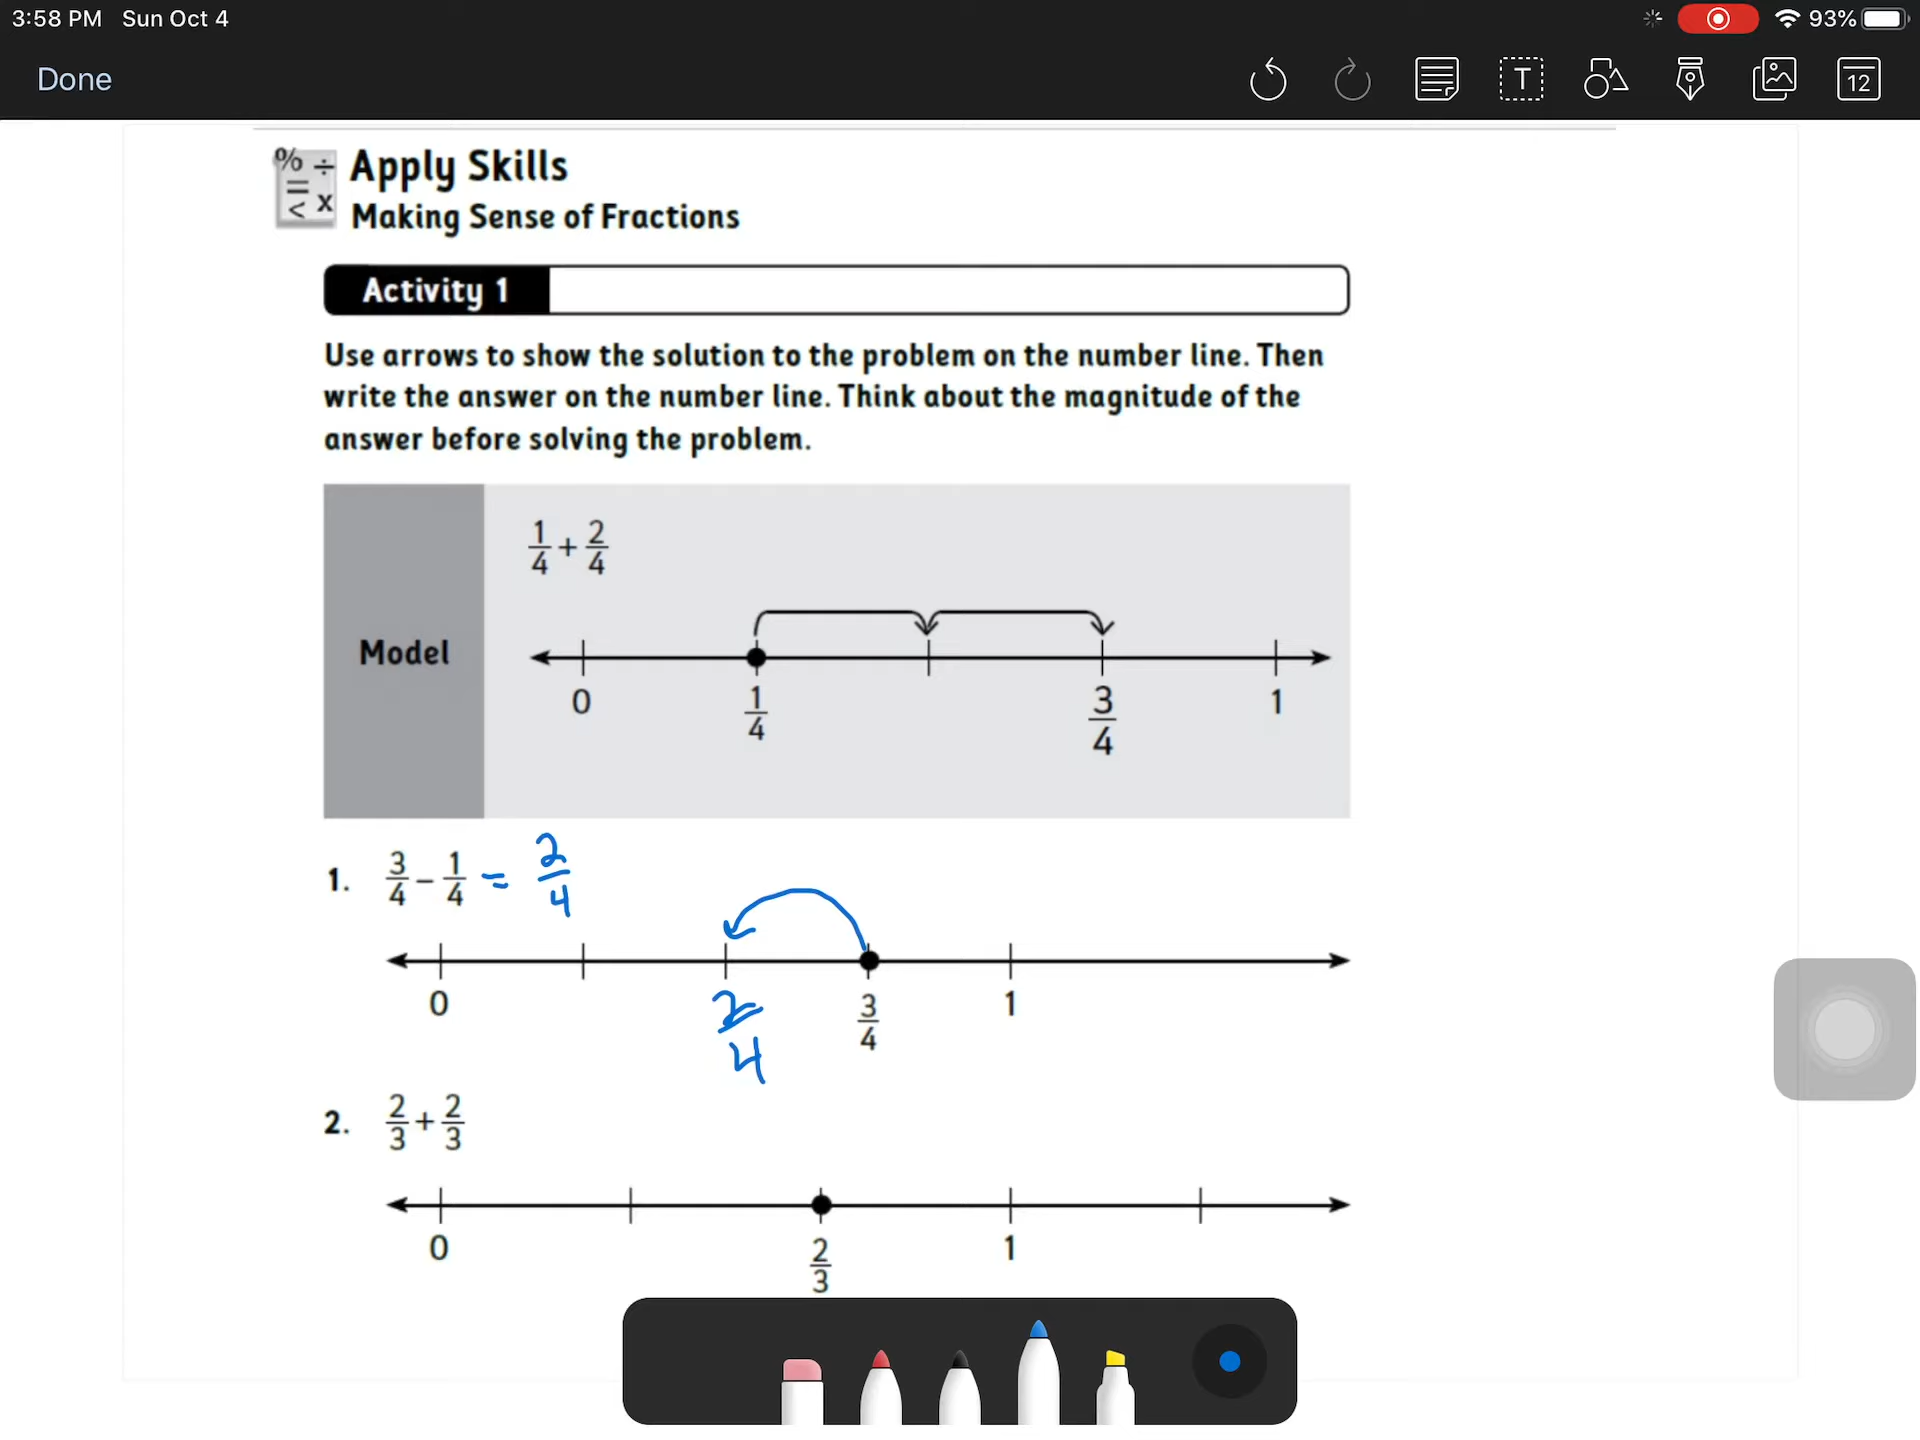 3:58 PM Sun Oct 4
93%
Done
T
12
% ÷
=
< x
Apply Skills
Making Sense of Fractions
Activity 1
Use arrows to show the solution to the problem on the number line. Then
write the answer on the number line. Think about the magnitude of the
answer before solving the problem.
Model
1/4 + 2/4
0 1/4 3/4 1
1. 3/4 − 1/4 = 2/4
0 2/4 3/4 1
2. 2/3 + 2/3
0 2/3 1